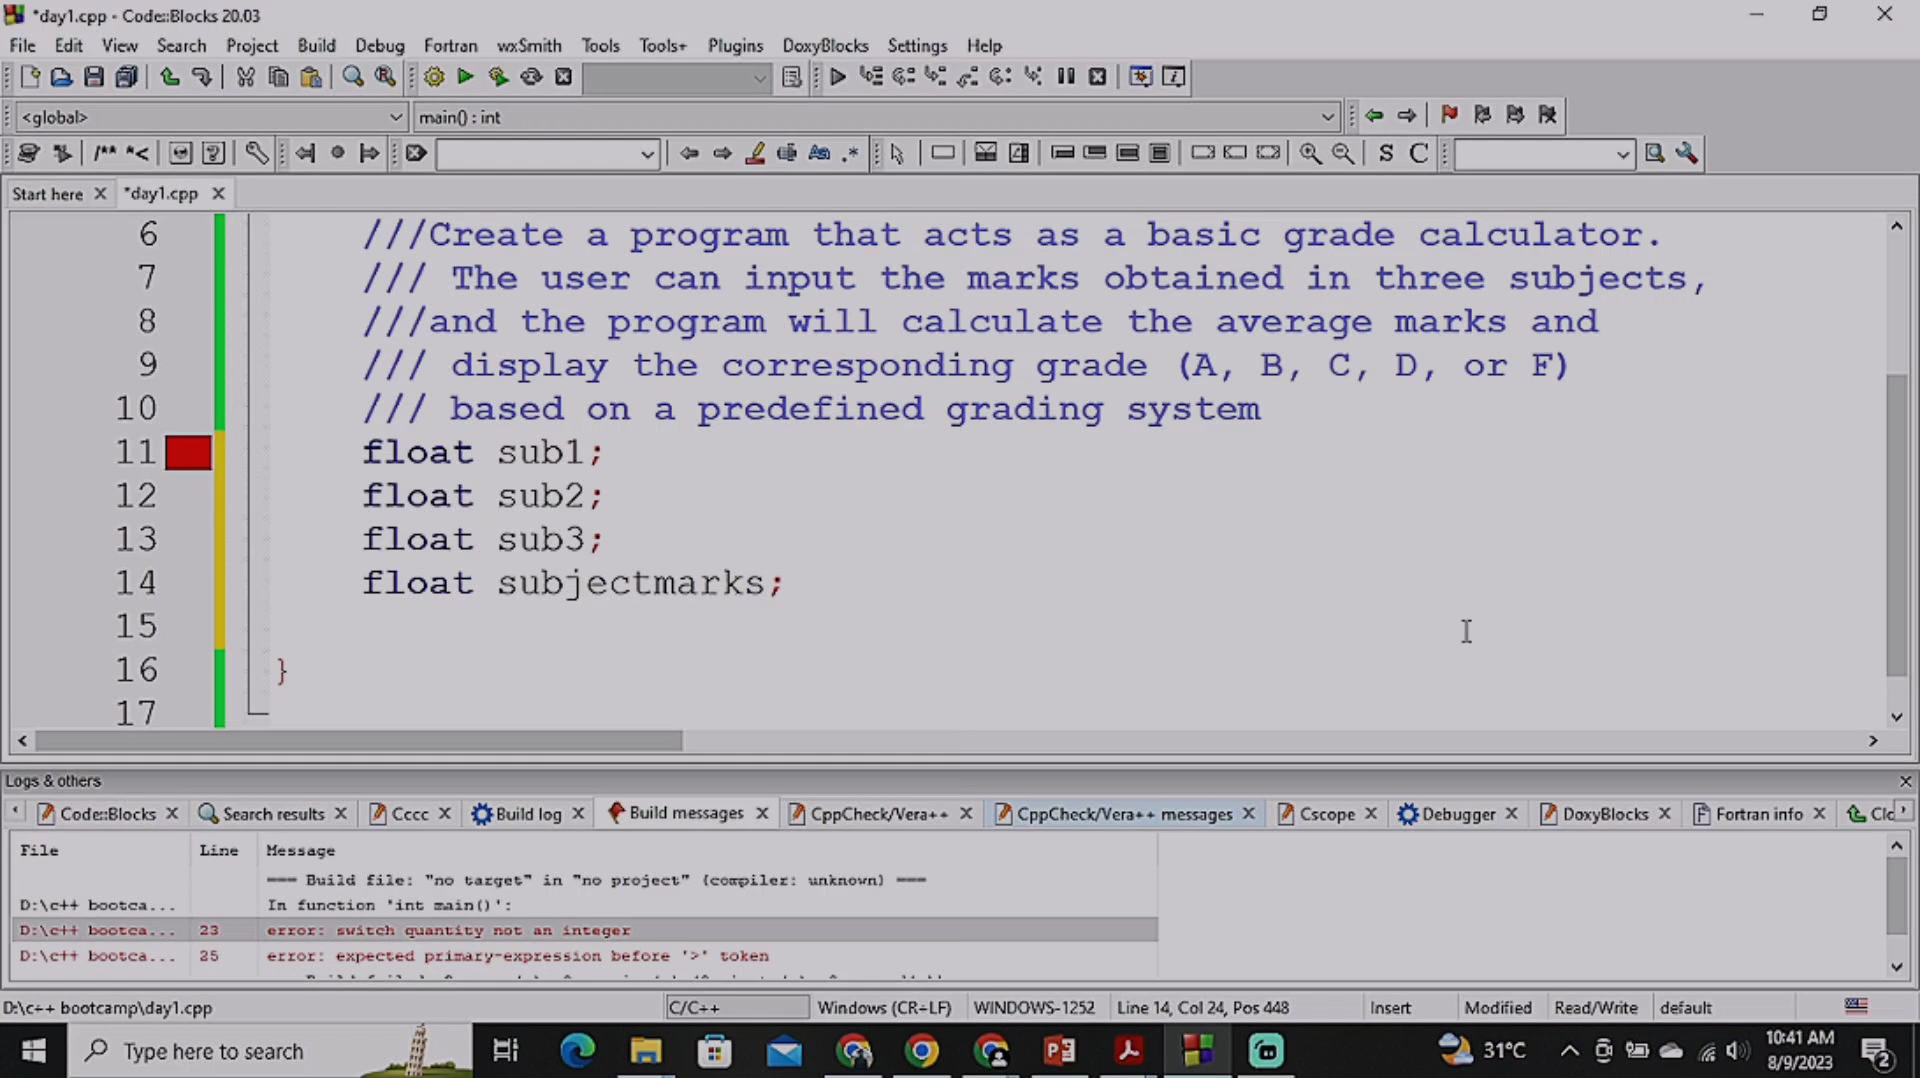 *day1.cpp - Code::Blocks 20.03
File Edit View Search Project Build Debug Fortran wxSmith Tools Tools+ Plugins DoxyBlocks Settings Help
<global> main() : int
/** *< Aa .* S C
Start here *day1.cpp
6 ///Create a program that acts as a basic grade calculator.
7 /// The user can input the marks obtained in three subjects,
8 ///and the program will calculate the average marks and
9 /// display the corresponding grade (A, B, C, D, or F)
10 /// based on a predefined grading system
11 float sub1;
12 float sub2;
13 float sub3;
14 float subjectmarks;
15
16 }
17
Logs & others
Code::Blocks Search results Cccc Build log Build messages CppCheck/Vera++ CppCheck/Vera++ messages Cscope Debugger DoxyBlocks Fortran info Clo
File Line Message
=== Build file: "no target" in "no project" (compiler: unknown) ===
D:\c++ bootca... In function 'int main()':
D:\c++ bootca... 23 error: switch quantity not an integer
D:\c++ bootca... 25 error: expected primary-expression before '>' token
D:\c++ bootcamp\day1.cpp C/C++ Windows (CR+LF) WINDOWS-1252 Line 14, Col 24, Pos 448 Insert Modified Read/Write default
Type here to search 31°C 10:41 AM
8/9/2023 2